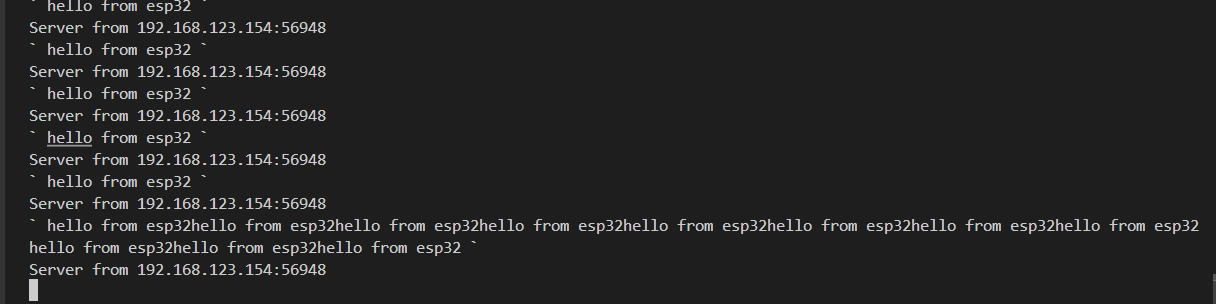 ` hello from esp32 `
Server from 192.168.123.154:56948
` hello from esp32 `
Server from 192.168.123.154:56948
` hello from esp32 `
Server from 192.168.123.154:56948
` hello from esp32 `
Server from 192.168.123.154:56948
` hello from esp32 `
Server from 192.168.123.154:56948
` hello from esp32hello from esp32hello from esp32hello from esp32hello from esp32hello from esp32hello from esp32hello from esp32
hello from esp32hello from esp32hello from esp32 `
Server from 192.168.123.154:56948